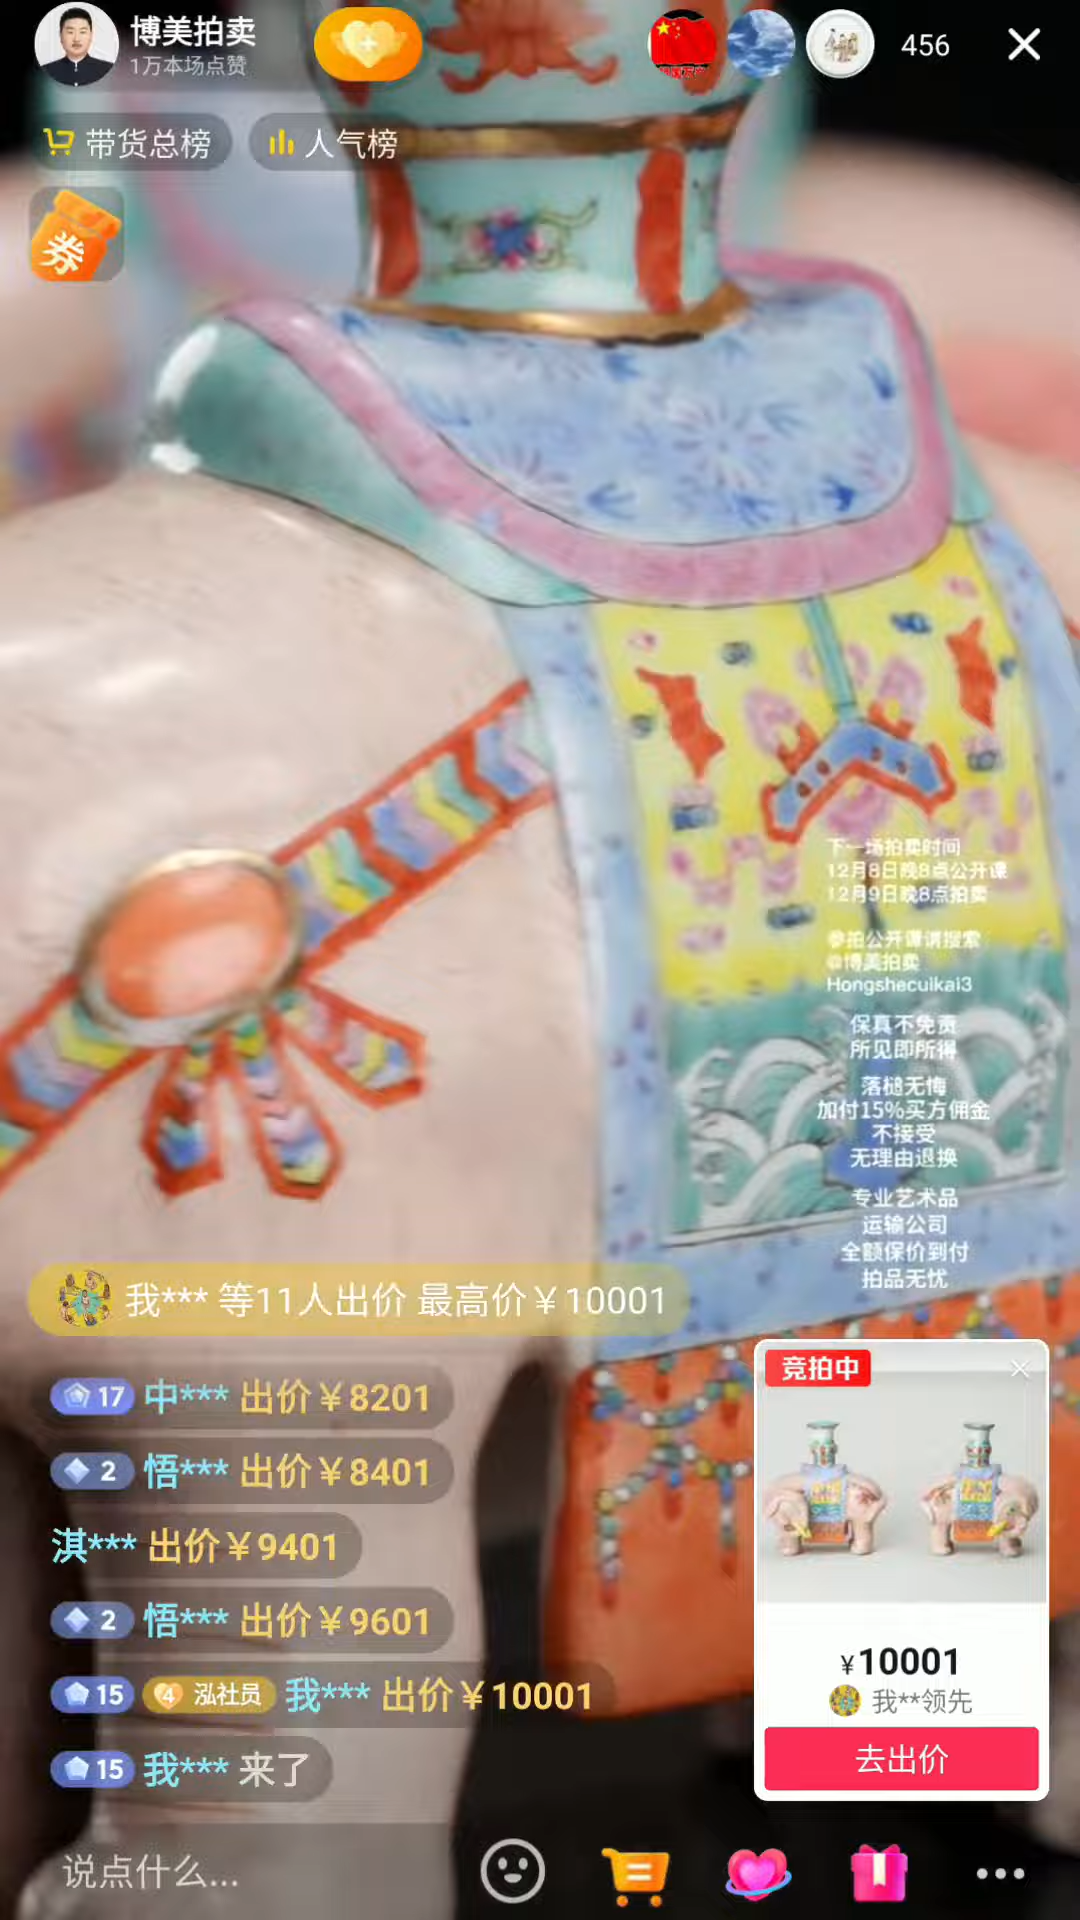 博美拍卖
1万本场点赞
456
带货总榜
人气榜
券
下一场拍卖时间
12月8日晚8点公开课
12月9日晚8点拍卖
参拍公开课请搜索
@博美拍卖
Hongshecuikai3
保真不免责
所见即所得
落槌无悔
加付15%买方佣金
不接受
无理由退换
专业艺术品
运输公司
全额保价到付
拍品无忧
我*** 等11人出价 最高价￥10001
17 中*** 出价￥8201
2 悟*** 出价￥8401
淇*** 出价￥9401
2 悟*** 出价￥9601
15 4 泓社员 我*** 出价￥10001
15 我*** 来了
竞拍中
¥10001
我**领先
去出价
说点什么...